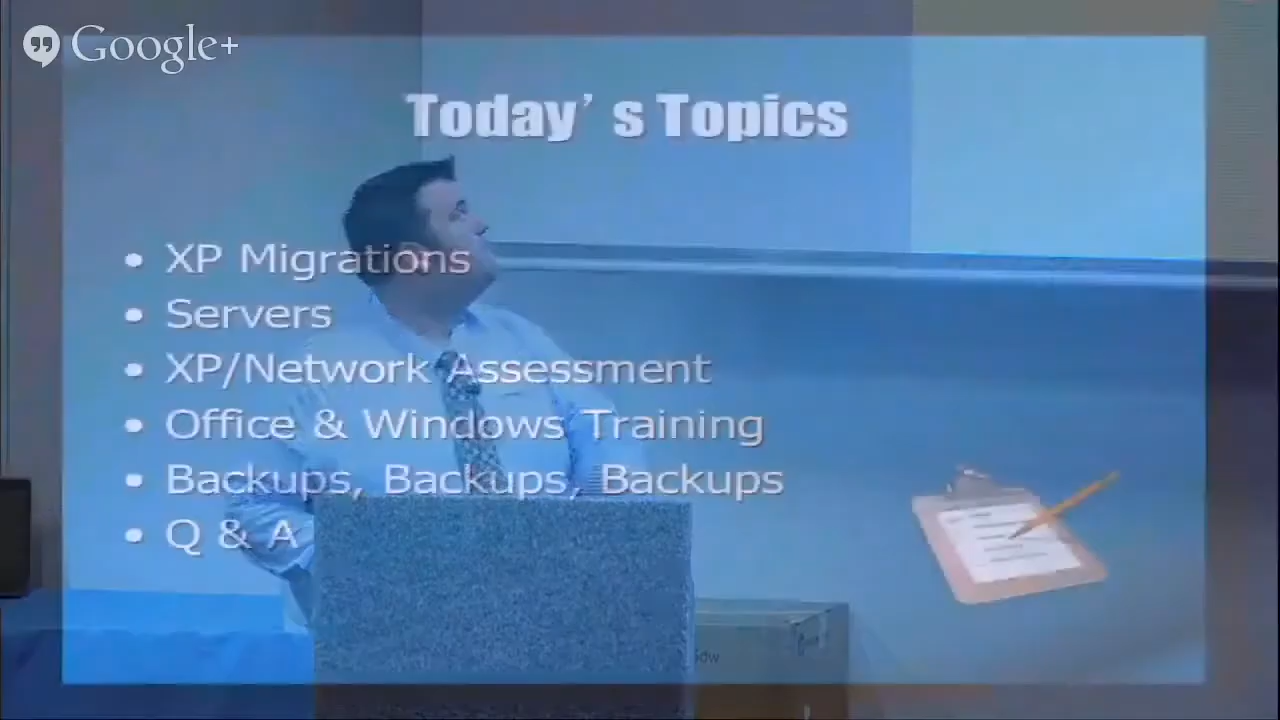 Google+
Today's Topics
• XP Migrations
• Servers
• XP/Network Assessment
• Office & Windows Training
• Backups, Backups, Backups
• Q & A